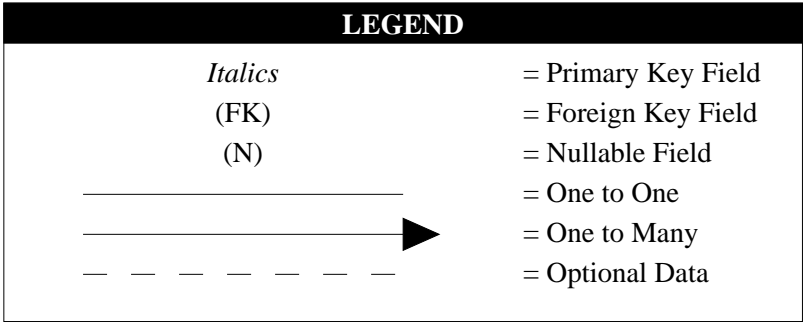 LEGEND
Italics = Primary Key Field
(FK) = Foreign Key Field
(N) = Nullable Field
= One to One
= One to Many
= Optional Data